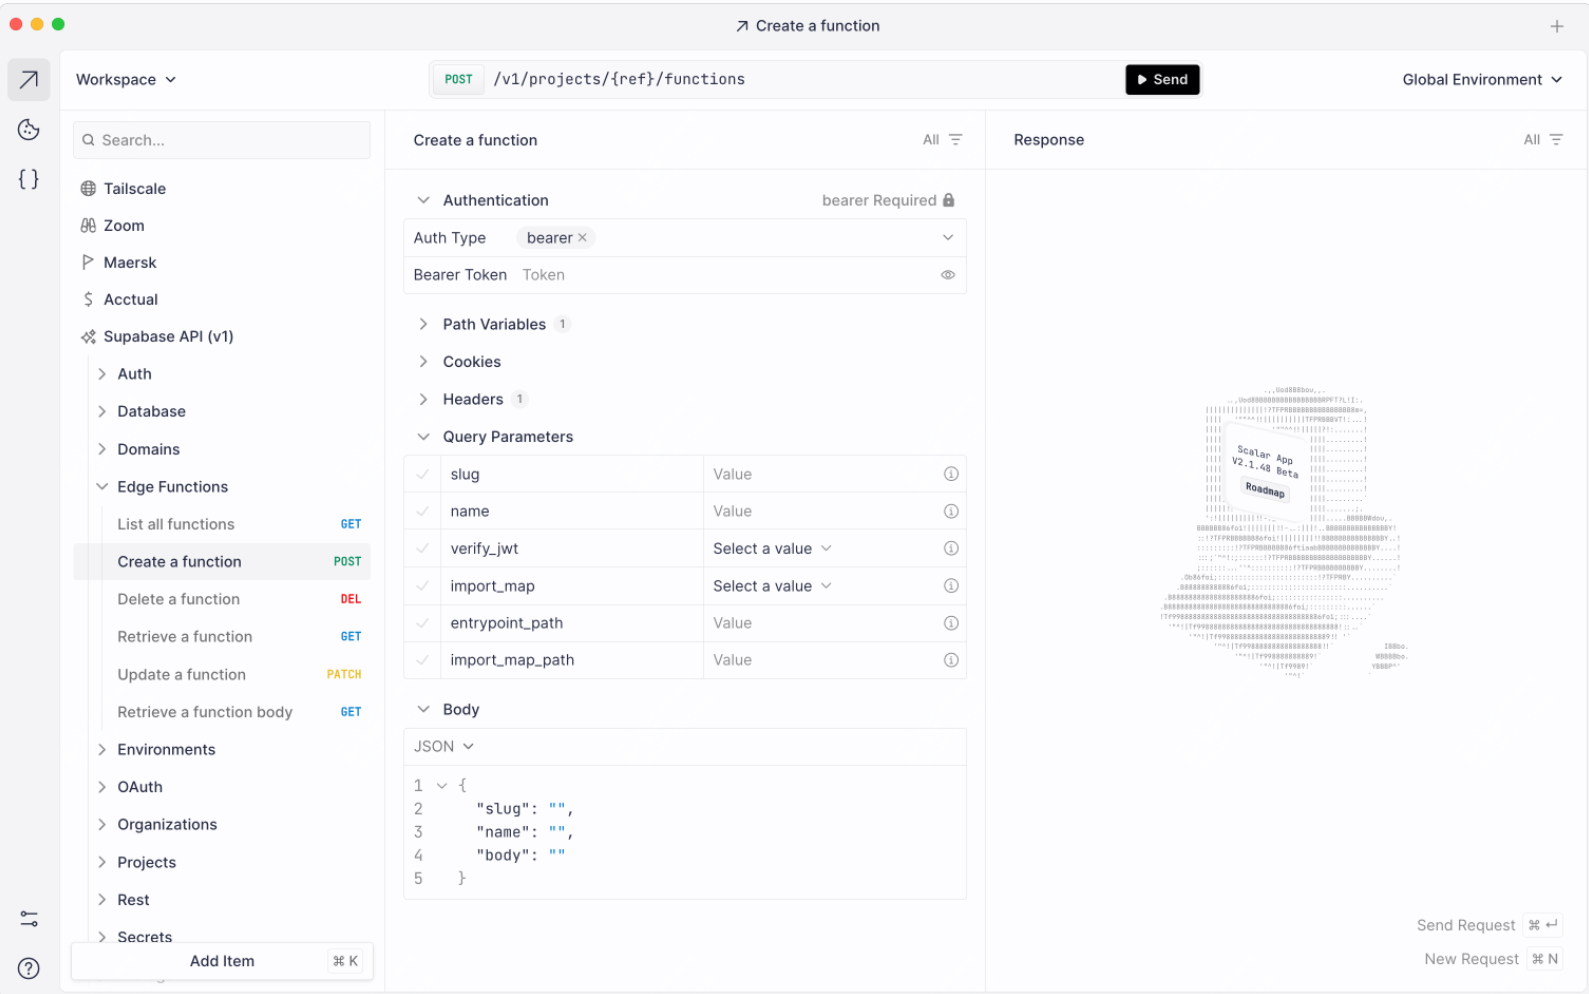 Create a function
Workspace
POST /v1/projects/{ref}/functions
Send
Global Environment
Search...
Tailscale
Zoom
Maersk
Acctual
Supabase API (v1)
Auth
Database
Domains
Edge Functions
List all functions GET
Create a function POST
Delete a function DEL
Retrieve a function GET
Update a function PATCH
Retrieve a function body GET
Environments
OAuth
Organizations
Projects
Rest
Secrets
Add Item ⌘ K
Create a function All
Authentication bearer Required
Auth Type bearer ×
Bearer Token Token
Path Variables 1
Cookies
Headers 1
Query Parameters
slug Value
name Value
verify_jwt Select a value
import_map Select a value
entrypoint_path Value
import_map_path Value
Body
JSON
1 {
2 "slug": "",
3 "name": "",
4 "body": ""
5 }
Response All
Scalar App
V2.1.48 Beta
Roadmap
Send Request ⌘ ↵
New Request ⌘ N